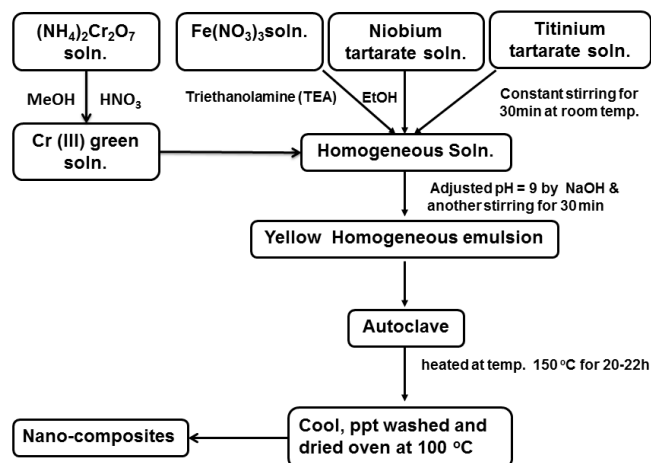 (NH₄)₂Cr₂O₇
soln.
Fe(NO₃)₃soln.
Niobium
tartarate soln.
Titinium
tartarate soln.
MeOH
HNO₃
Triethanolamine (TEA)
EtOH
Constant stirring for
30min at room temp.
Cr (III) green
soln.
Homogeneous Soln.
Adjusted pH = 9 by NaOH &
another stirring for 30 min
Yellow Homogeneous emulsion
Autoclave
heated at temp. 150 ºC for 20-22h
Cool, ppt washed and
dried oven at 100 ºC
Nano-composites